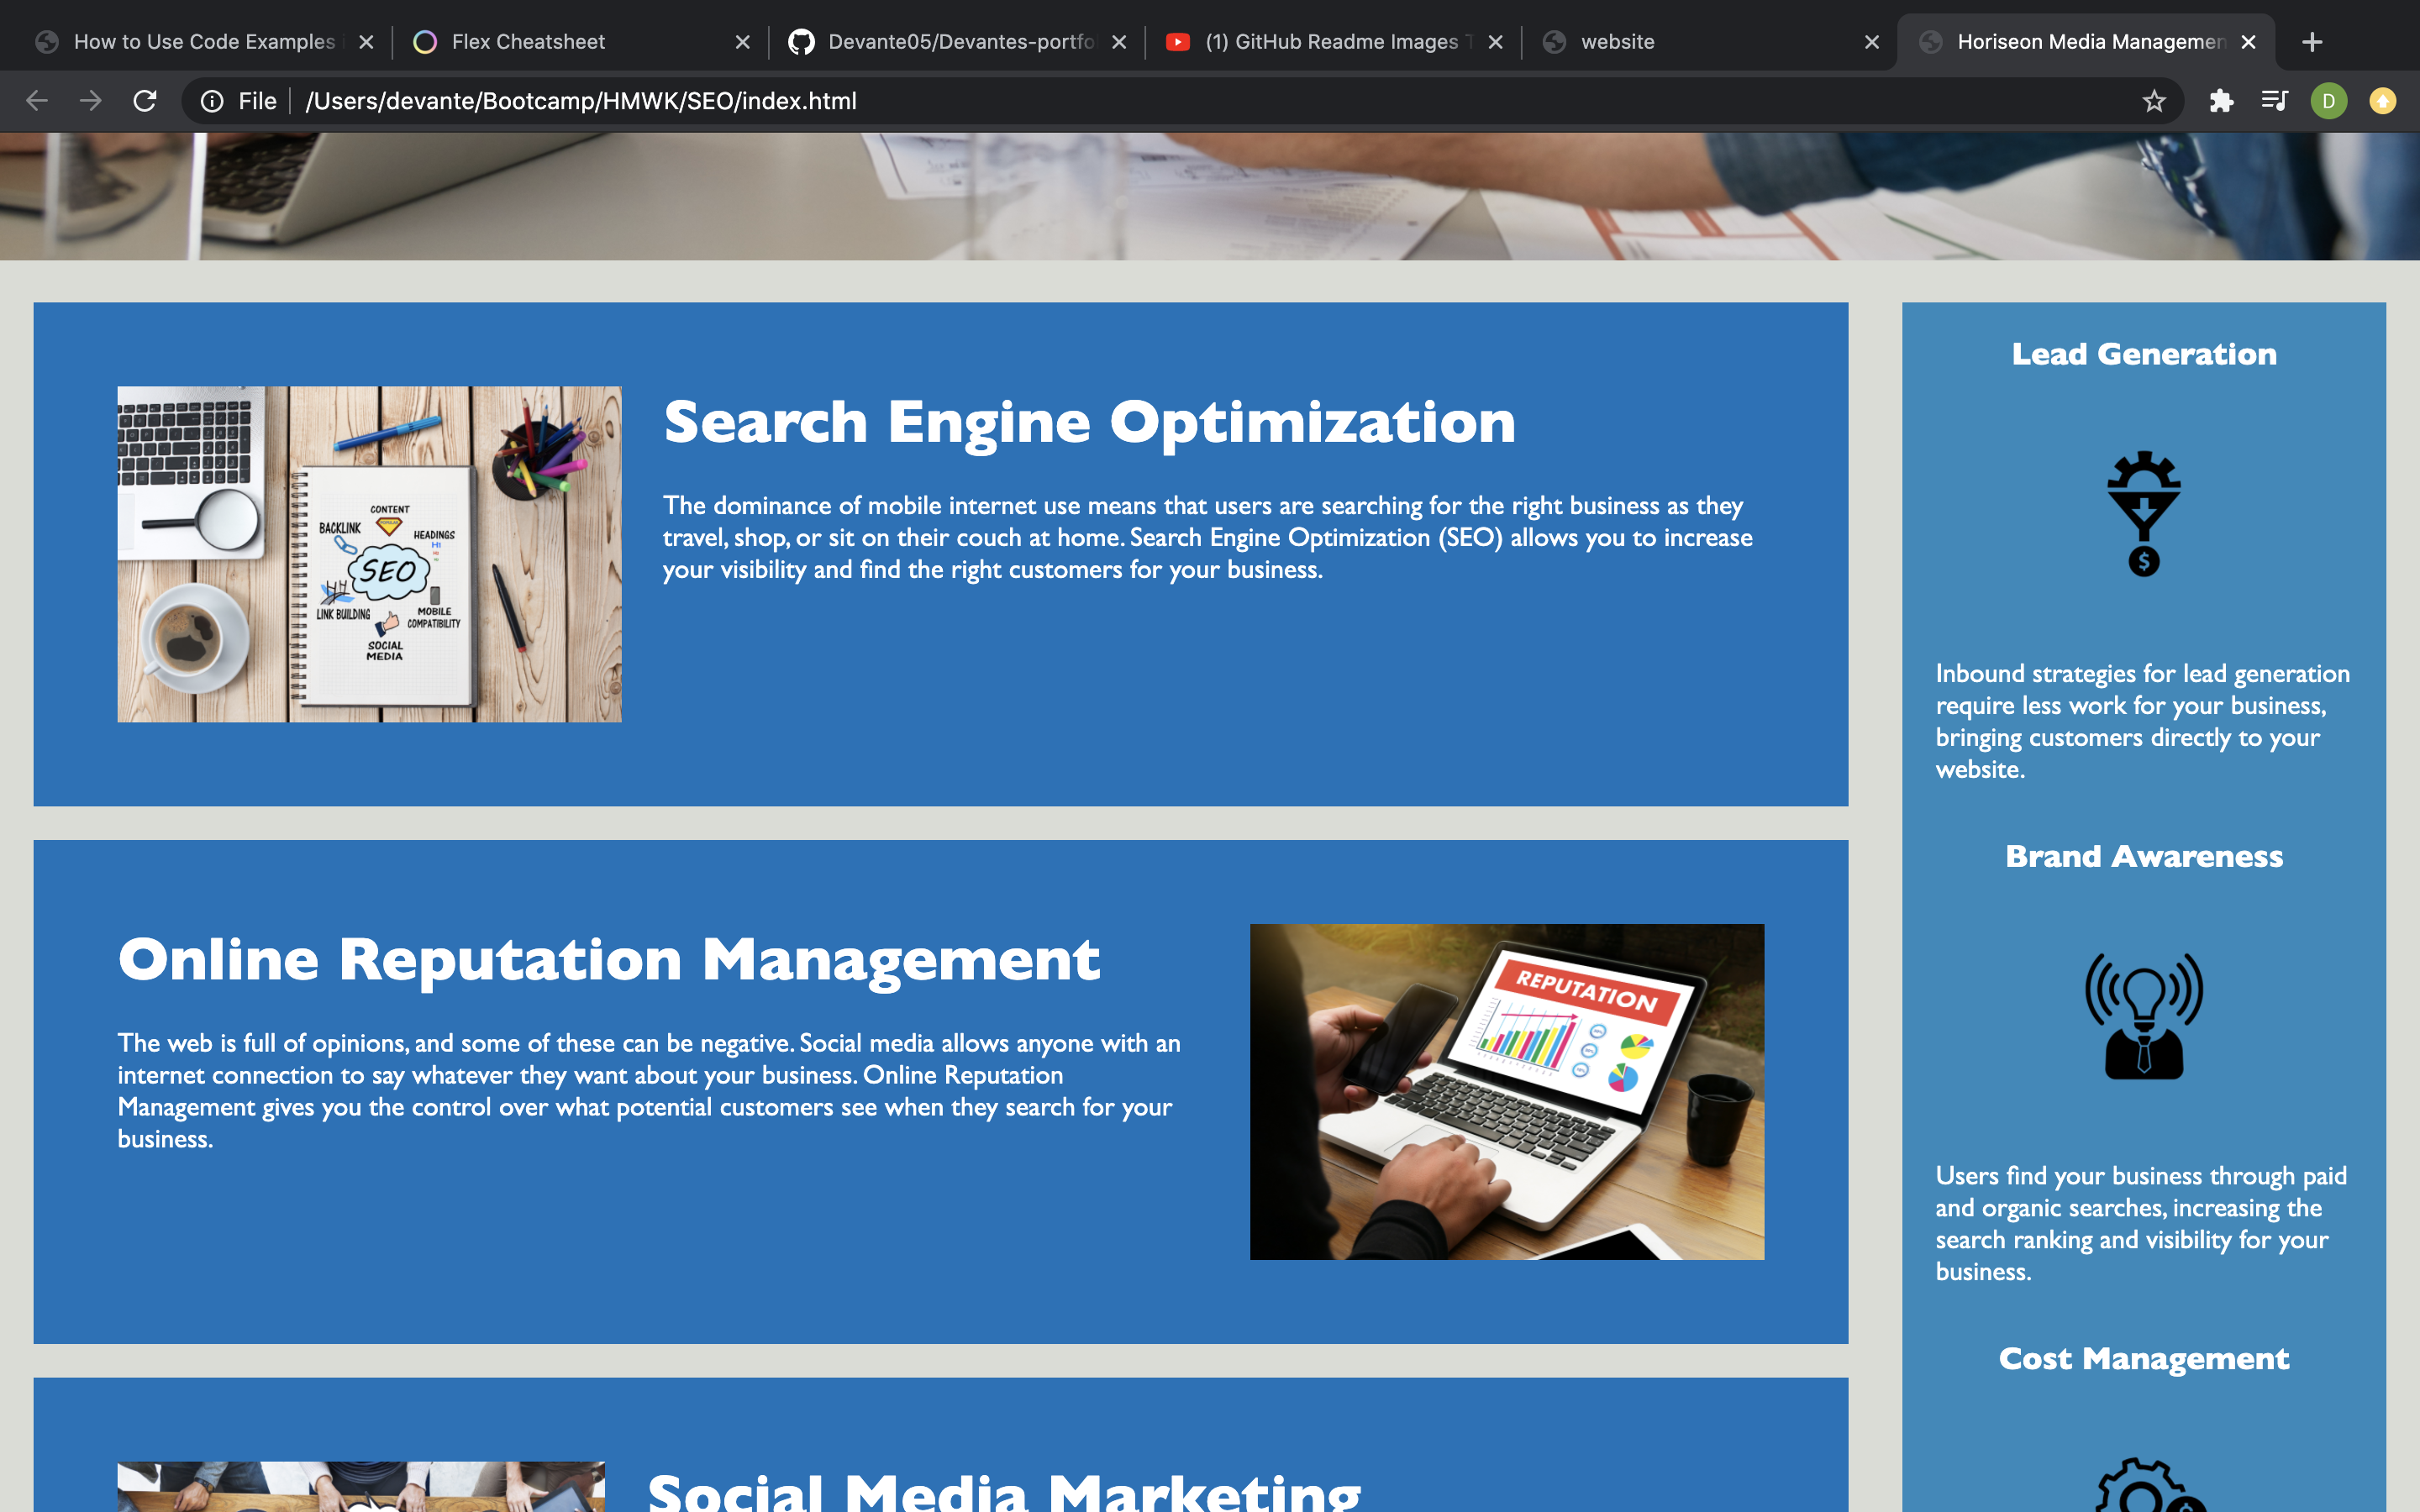 How to Use Code Examples
Flex Cheatsheet
Devante05/Devantes-portfo
(1) GitHub Readme Images T
website
Horiseon Media Managemen
File
/Users/devante/Bootcamp/HMWK/SEO/index.html
D
Search Engine Optimization
The dominance of mobile internet use means that users are searching for the right business as they
travel, shop, or sit on their couch at home. Search Engine Optimization (SEO) allows you to increase
your visibility and find the right customers for your business.
CONTENT
BACKLINK
HEADINGS
H1
SEO
LINK BUILDING
MOBILE
COMPATIBILITY
SOCIAL
MEDIA
Online Reputation Management
The web is full of opinions, and some of these can be negative. Social media allows anyone with an
internet connection to say whatever they want about your business. Online Reputation
Management gives you the control over what potential customers see when they search for your
business.
REPUTATION
Social Media Marketing
Lead Generation
$
Inbound strategies for lead generation
require less work for your business,
bringing customers directly to your
website.
Brand Awareness
Users find your business through paid
and organic searches, increasing the
search ranking and visibility for your
business.
Cost Management